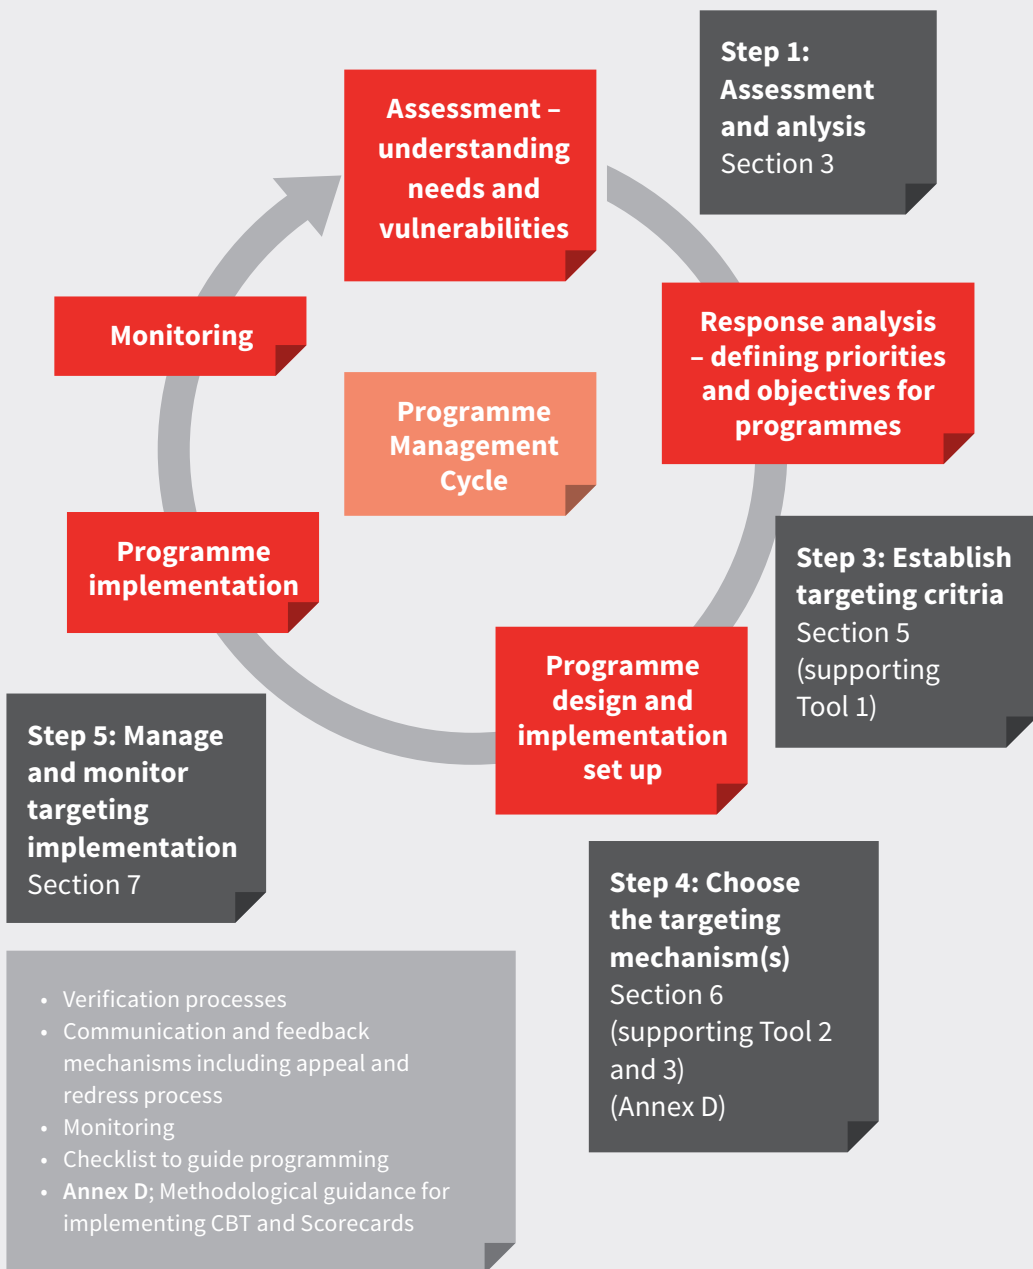 Step 1:
Assessment
and anlysis
Section 3
Assessment –
understanding
needs and
vulnerabilities
Response analysis
– defining priorities
and objectives for
programmes
Monitoring
Programme
Management
Cycle
Programme
implementation
Step 3: Establish
targeting critria
Section 5
(supporting
Tool 1)
Programme
design and
implementation
set up
Step 5: Manage
and monitor
targeting
implementation
Section 7
Step 4: Choose
the targeting
mechanism(s)
Section 6
(supporting Tool 2
and 3)
(Annex D)
• Verification processes
• Communication and feedback
mechanisms including appeal and
redress process
• Monitoring
• Checklist to guide programming
• Annex D; Methodological guidance for
implementing CBT and Scorecards